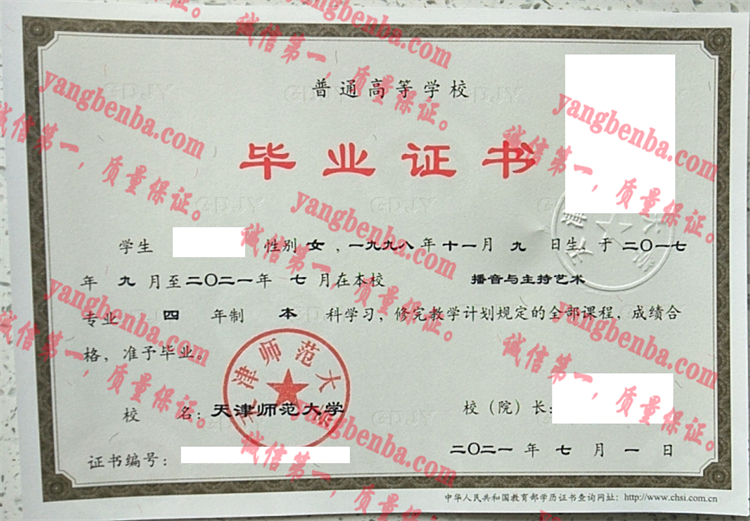 普通高等学校
毕业证书
学生 性别 女，一九九八年十一月 九 日生，于二〇一七
年 九 月至二〇二一年 七 月在本校 播音与主持艺术
专业 四 年制 本 科学习，修完教学计划规定的全部课程，成绩合
格，准予毕业。
天津师范大
校 名：天津师范大学 校（院）长：
证书编号： 二〇二一 年 七 月 一 日
中华人民共和国教育部学历证书查询网址：http://www.chsi.com.cn
yangbenba.com
诚信第一，质量保证。